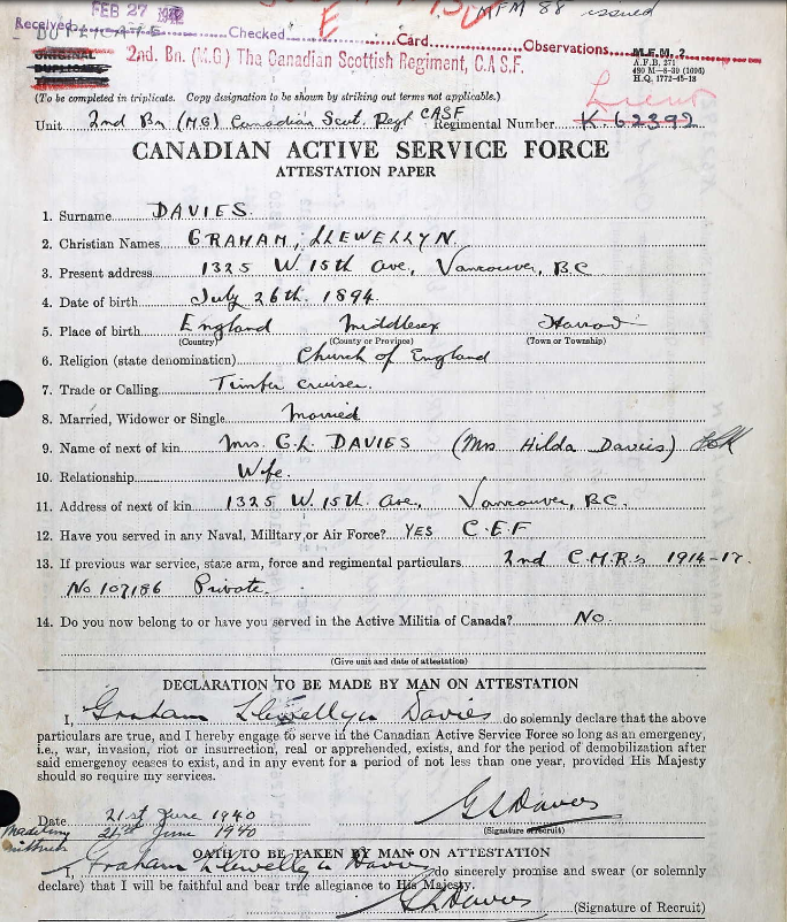 MFM 88 issued
FEB 27
Received Checked E Card Observations M.F.M. 2
DUPLICATE
ORIGINAL
DUPLICATE
2nd. Bn. (M.G) The Canadian Scottish Regiment, C.A.S.F.
A.F.B. 271
480 M—8-39 (1096)
H.Q. 1772-45-18
(To be completed in triplicate. Copy designation to be shown by striking out terms not applicable.)
Lieut
Unit 2nd Bn (MG) Canadian Scot. Regt CASF Regimental Number K. 62392
CANADIAN ACTIVE SERVICE FORCE
ATTESTATION PAPER
1. Surname DAVIES.
2. Christian Names GRAHAM, LLEWELLYN.
3. Present address 1325 W. 15th Ave, Vancouver, B.C
4. Date of birth July 26th. 1894.
5. Place of birth England Middlesex Harrow
(Country) (County or Province) (Town or Township)
6. Religion (state denomination) Church of England
7. Trade or Calling Timber cruiser.
8. Married, Widower or Single Married
9. Name of next of kin Mrs. G.L. DAVIES (Mrs Hilda Davies)
10. Relationship Wife.
11. Address of next of kin 1325 W. 15th Ave, Vancouver, B.C.
12. Have you served in any Naval, Military or Air Force? YES C.E.F
13. If previous war service, state arm, force and regimental particulars 2nd C.M.R.'s 1914-17.
No 107186 Private.
14. Do you now belong to or have you served in the Active Militia of Canada? No.
(Give unit and date of attestation)
DECLARATION TO BE MADE BY MAN ON ATTESTATION
I, Graham Llewellyn Davies do solemnly declare that the above
particulars are true, and I hereby engage to serve in the Canadian Active Service Force so long as an emergency,
i.e., war, invasion, riot or insurrection, real or apprehended, exists, and for the period of demobilization after
said emergency ceases to exist, and in any event for a period of not less than one year, provided His Majesty
should so require my services.
Date 21st June 1940 G L Davies
21st June 1940 (Signature of recruit)
OATH TO BE TAKEN BY MAN ON ATTESTATION
I, Graham Llewellyn Davies do sincerely promise and swear (or solemnly
declare) that I will be faithful and bear true allegiance to His Majesty.
G L Davies (Signature of Recruit)